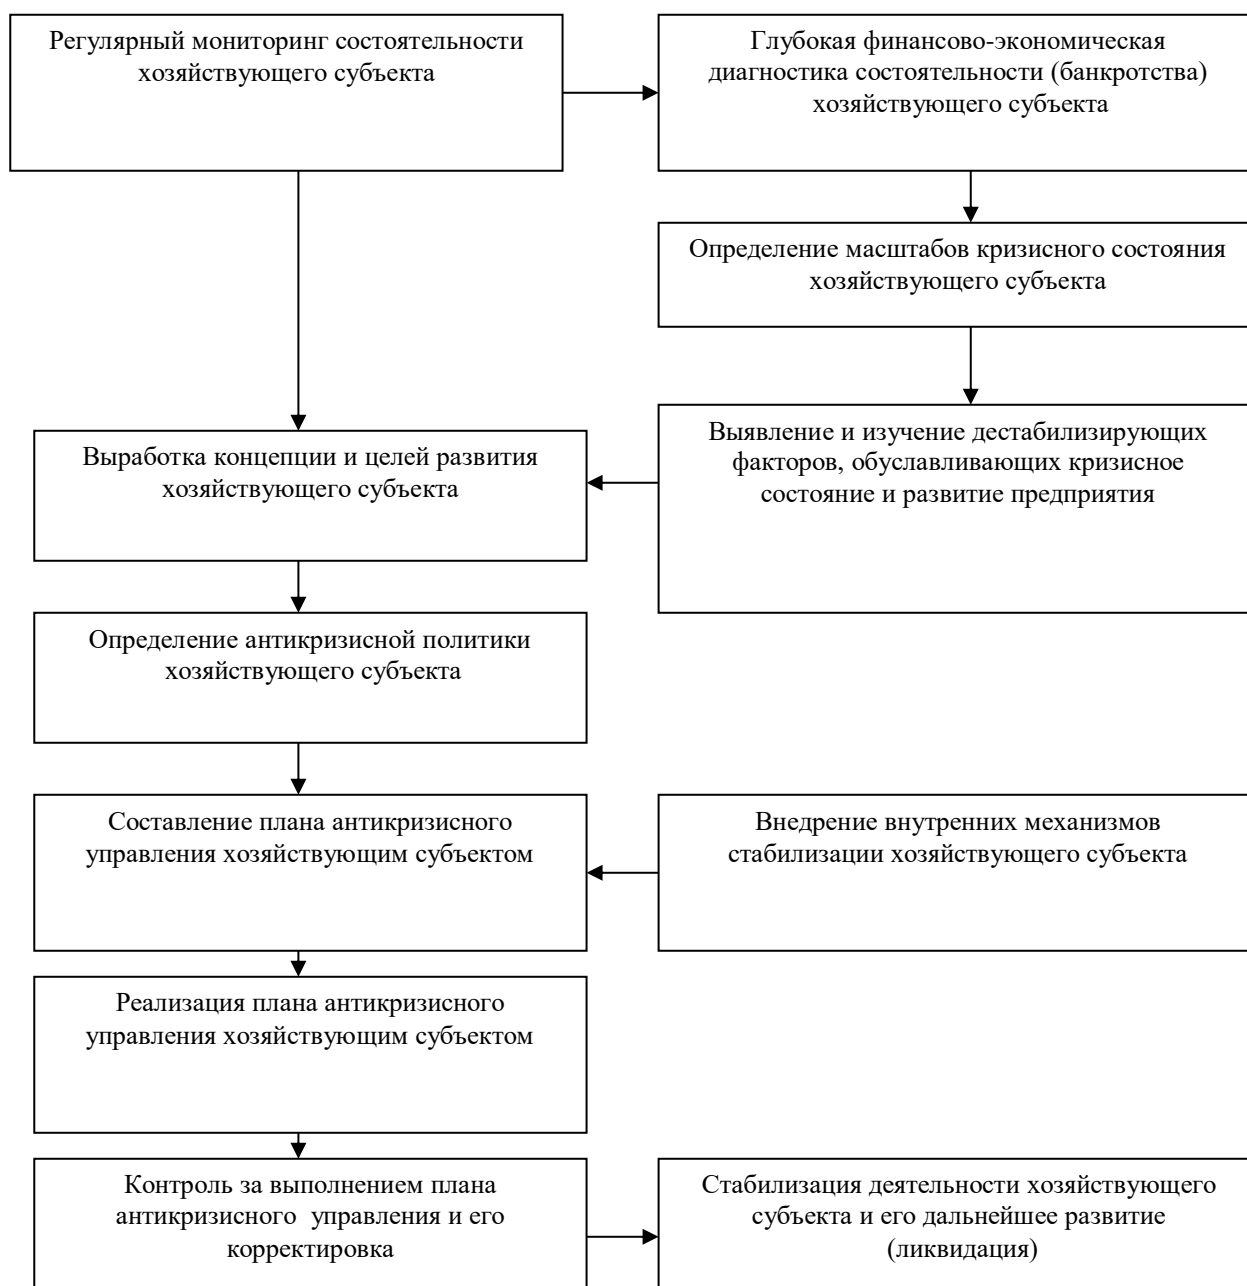 Регулярный мониторинг состоятельности
хозяйствующего субъекта
Глубокая финансово-экономическая
диагностика состоятельности (банкротства)
хозяйствующего субъекта
Определение масштабов кризисного состояния
хозяйствующего субъекта
Выработка концепции и целей развития
хозяйствующего субъекта
Выявление и изучение дестабилизирующих
факторов, обуславливающих кризисное
состояние и развитие предприятия
Определение антикризисной политики
хозяйствующего субъекта
Составление плана антикризисного
управления хозяйствующим субъектом
Внедрение внутренних механизмов
стабилизации хозяйствующего субъекта
Реализация плана антикризисного
управления хозяйствующим субъектом
Контроль за выполнением плана
антикризисного  управления и его
корректировка
Стабилизация деятельности хозяйствующего
субъекта и его дальнейшее развитие
(ликвидация)